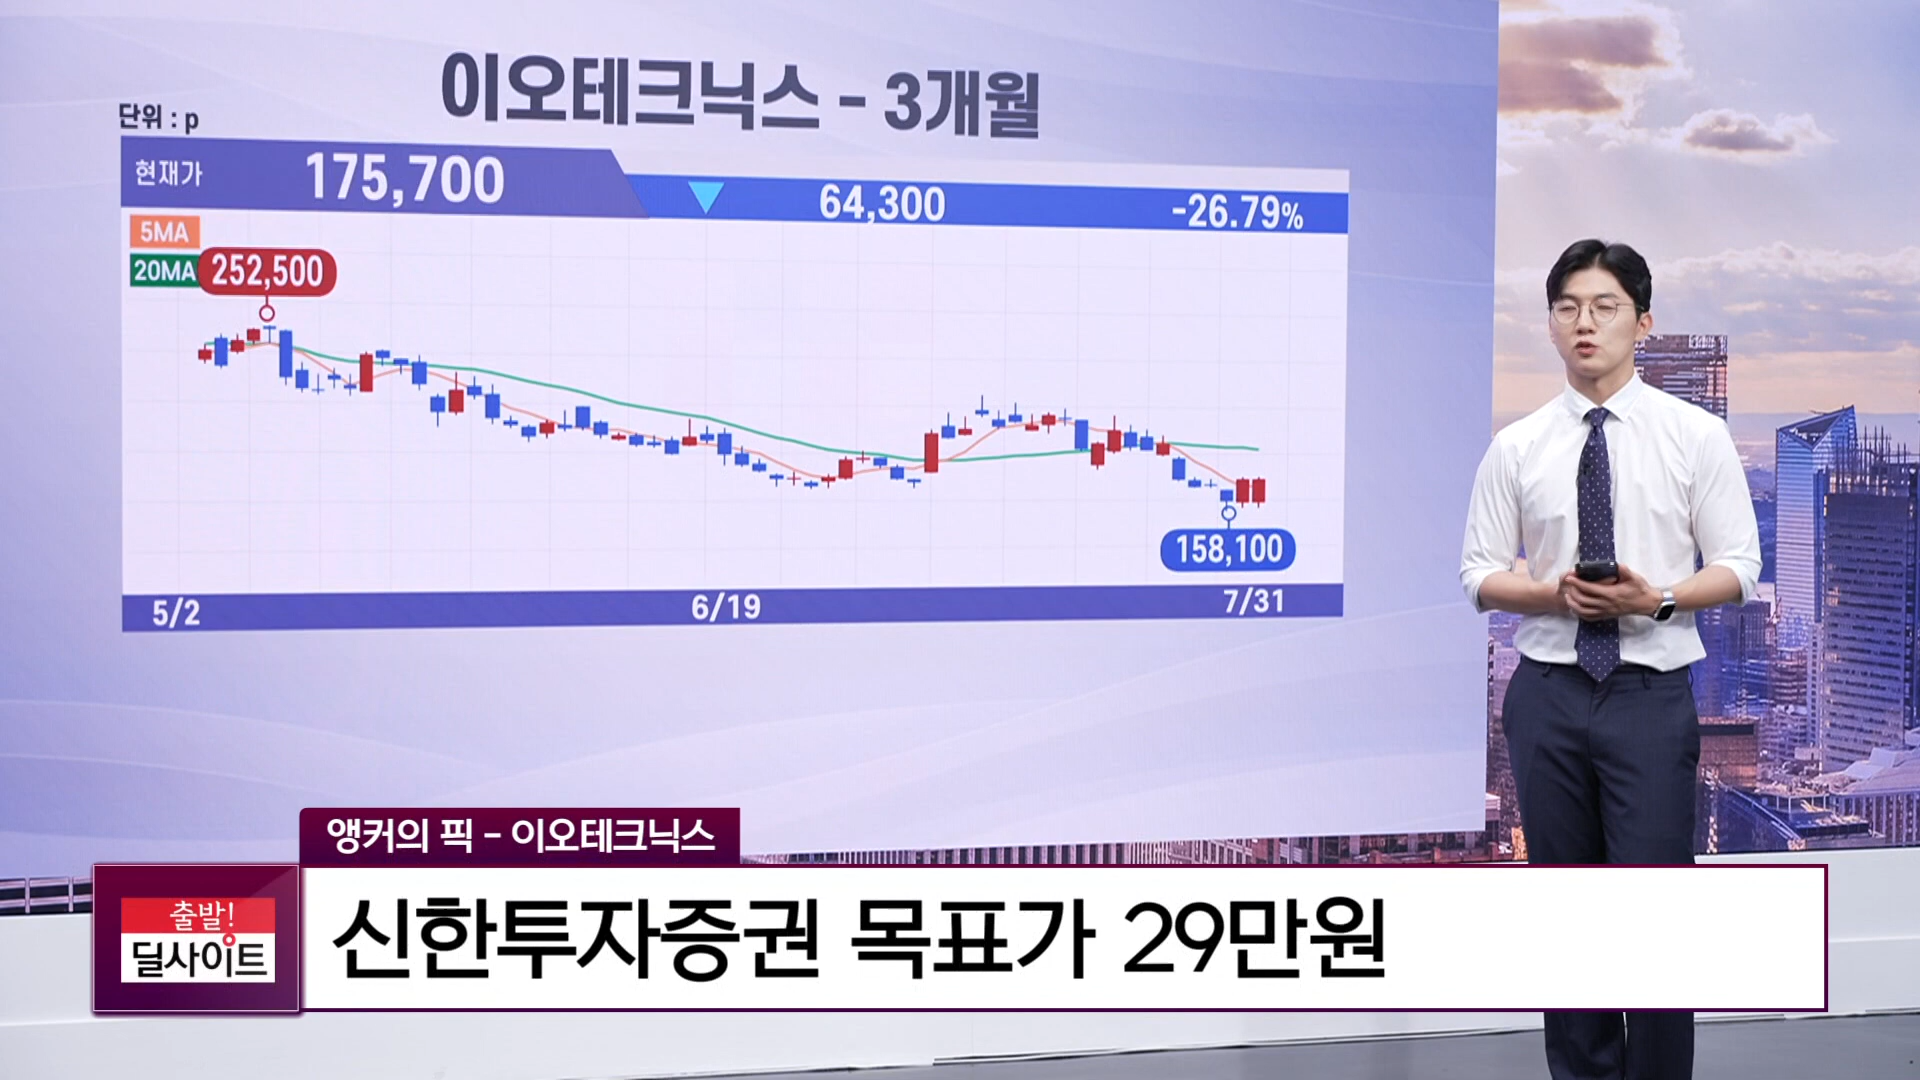 이오테크닉스 - 3개월
단위 : p
현재가 175,700 ▼ 64,300 -26.79%
5MA
20MA
252,500
158,100
5/2 6/19 7/31
앵커의 픽 - 이오테크닉스
출발!
딜사이트
신한투자증권 목표가 29만원